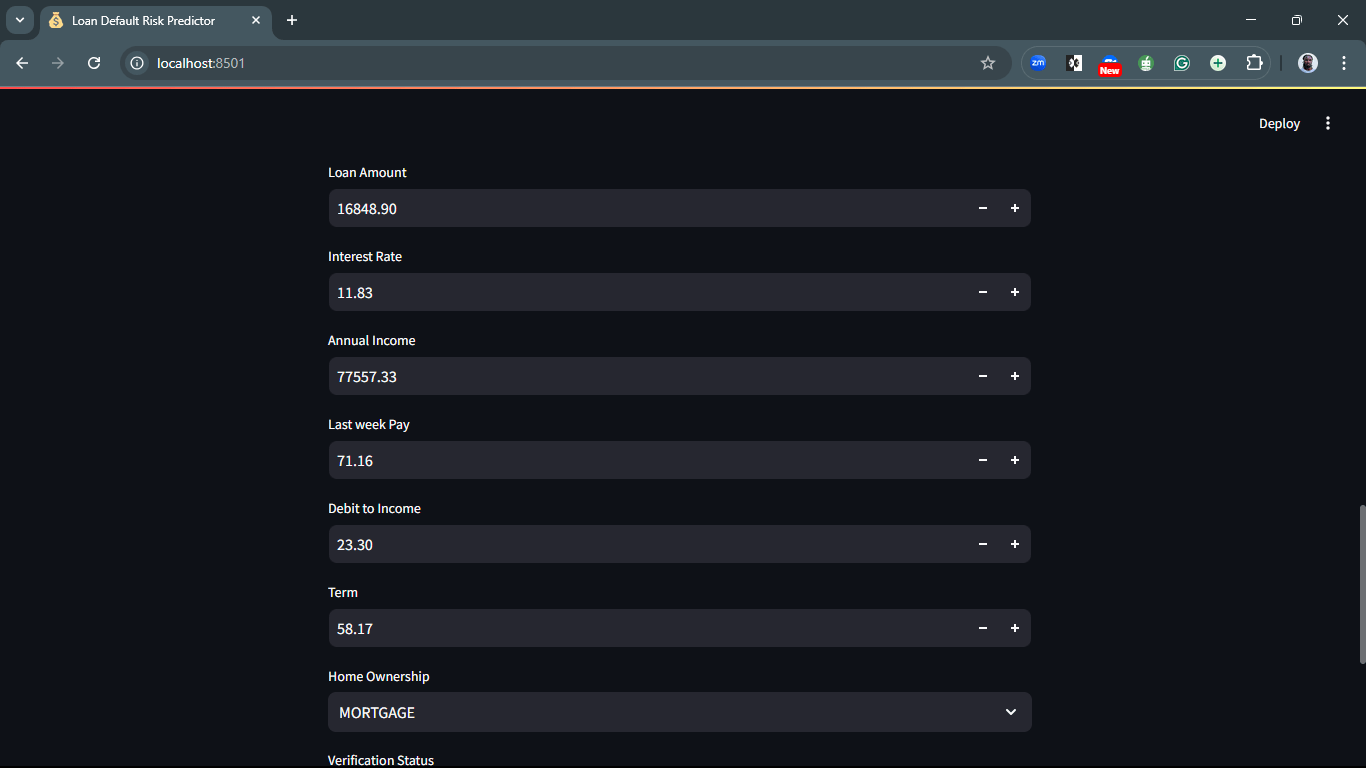 Loan Default Risk Predictor
localhost:8501
zm
New
Deploy
Loan Amount
16848.90
Interest Rate
11.83
Annual Income
77557.33
Last week Pay
71.16
Debit to Income
23.30
Term
58.17
Home Ownership
MORTGAGE
Verification Status